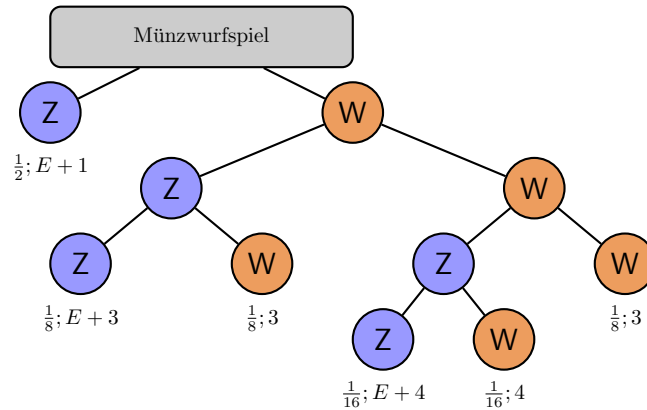 Münzwurfspiel
Z W
1/2; E + 1
Z W
Z W Z W
1/8; E + 3 1/8; 3 1/8; 3
Z W
1/16; E + 4 1/16; 4